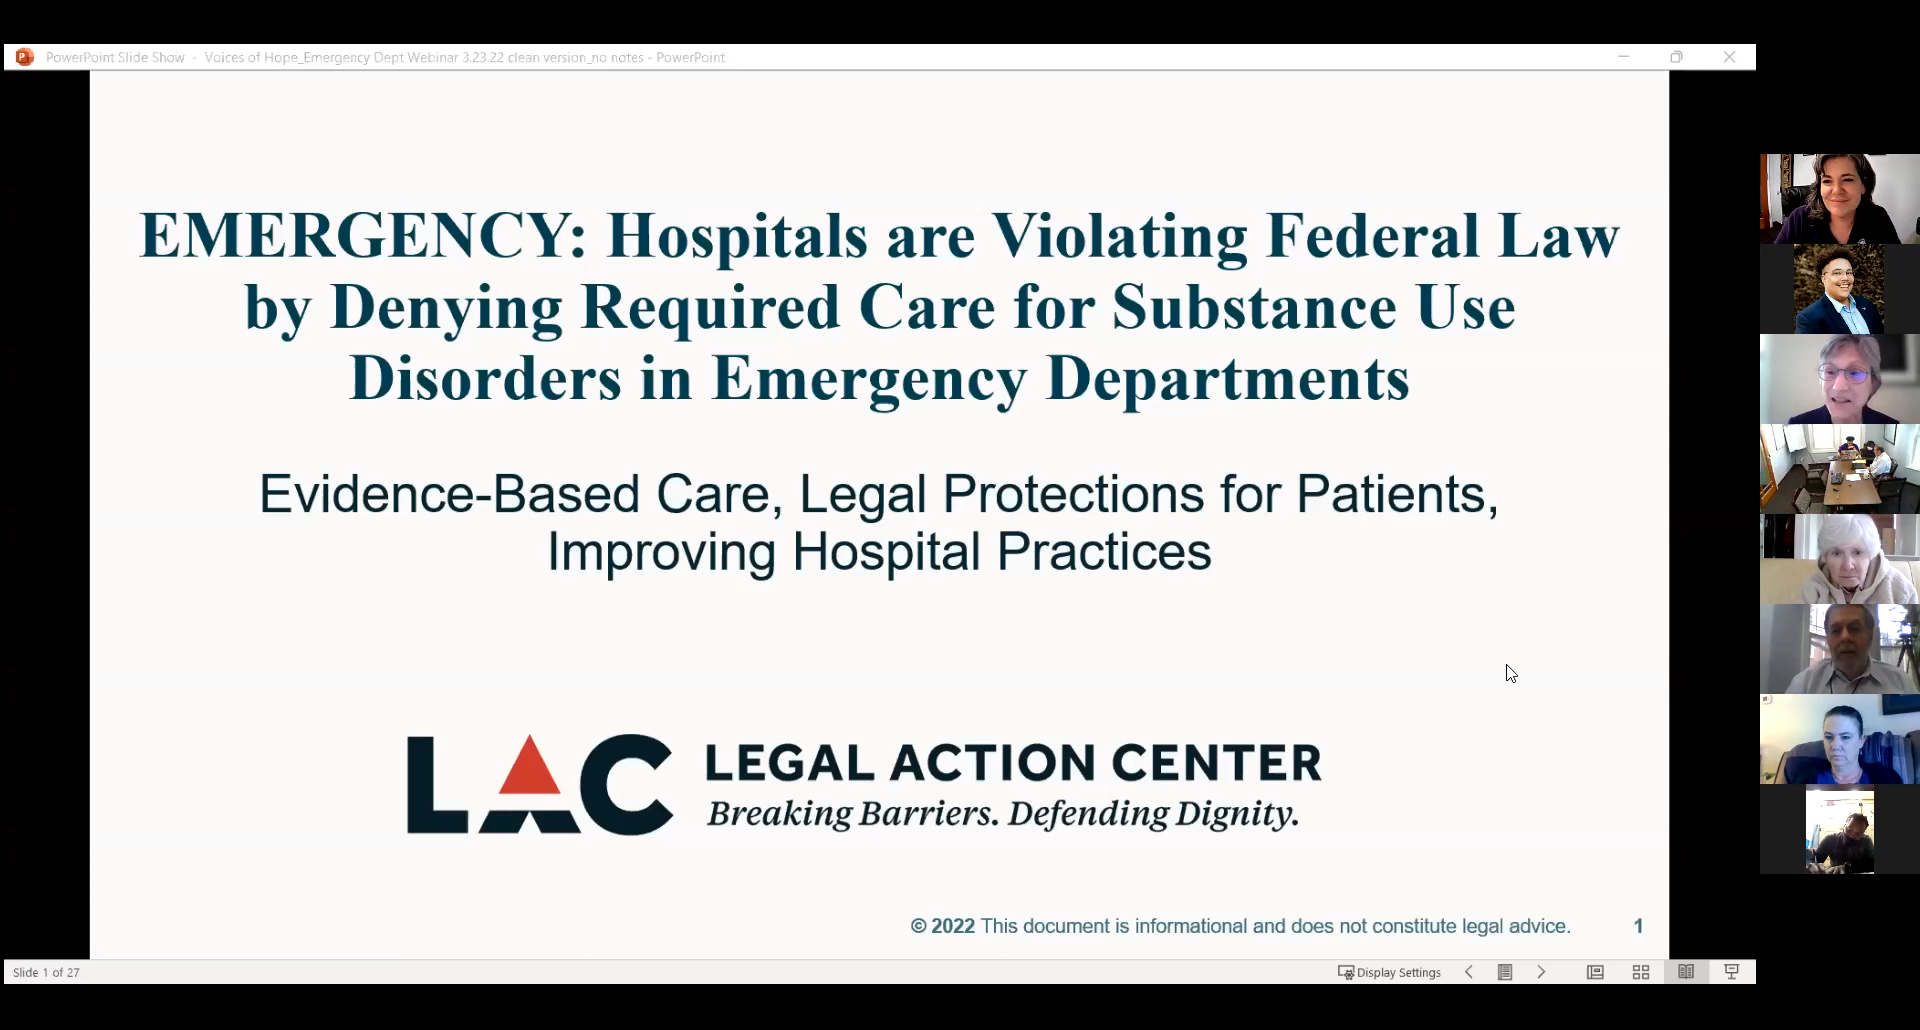 PowerPoint Slide Show - Voices of Hope_Emergency Dept Webinar 3.23.22 clean version_no notes - PowerPoint
EMERGENCY: Hospitals are Violating Federal Law
by Denying Required Care for Substance Use
Disorders in Emergency Departments
Evidence-Based Care, Legal Protections for Patients,
Improving Hospital Practices
LAC
LEGAL ACTION CENTER
Breaking Barriers. Defending Dignity.
© 2022 This document is informational and does not constitute legal advice. 1
Slide 1 of 27
Display Settings